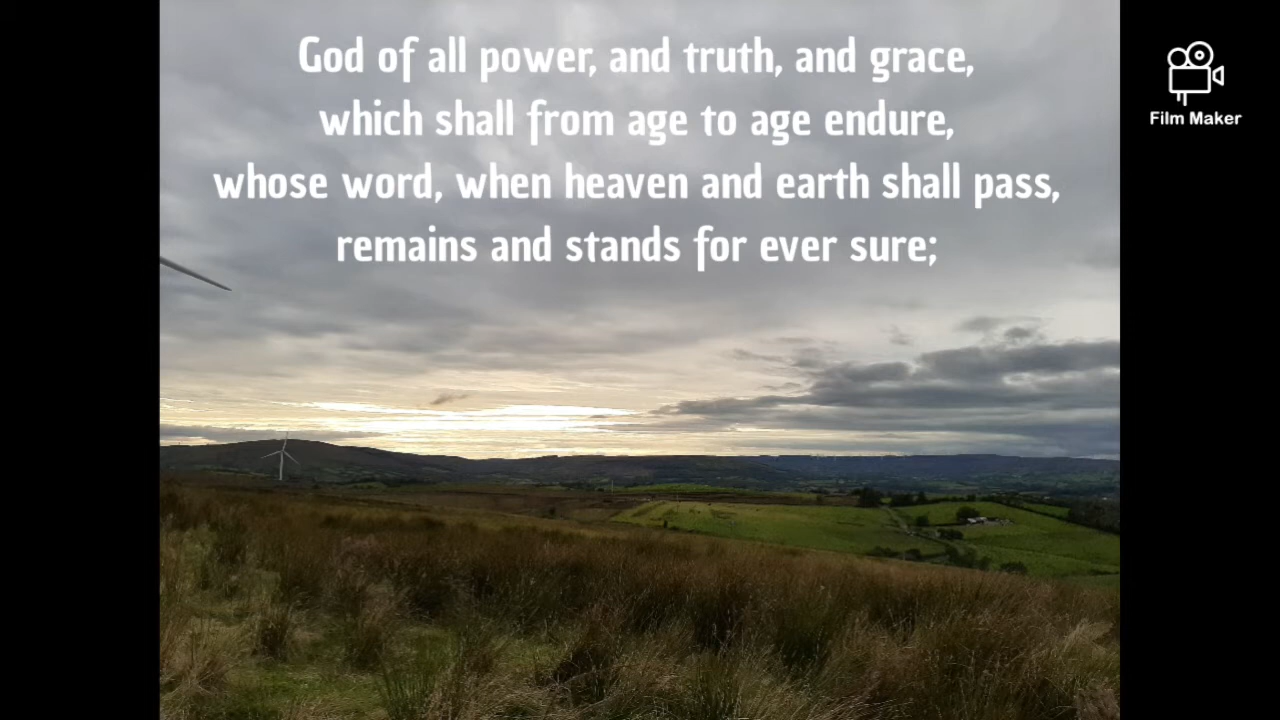 God of all power, and truth, and grace,
which shall from age to age endure,
whose word, when heaven and earth shall pass,
remains and stands for ever sure;
Film Maker